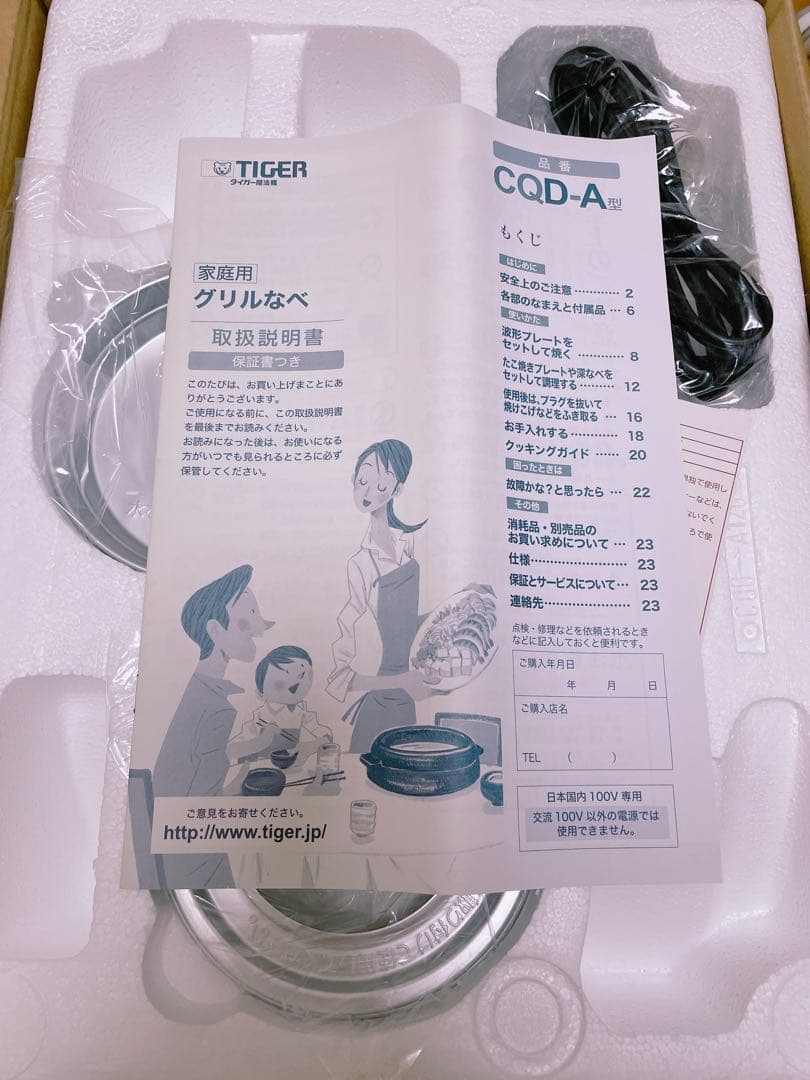 TIGER
タイガー魔法瓶
家庭用
グリルなべ
取扱説明書
保証書つき
このたびは、お買い上げまことにあ
りがとうございます。
ご使用になる前に、この取扱説明書
を最後までお読みください。
お読みになった後は、お使いになる
方がいつでも見られるところに必ず
保管してください。
ご意見をお寄せください。
http://www.tiger.jp/
品番
CQD-A型
もくじ
はじめに
安全上のご注意 ………… 2
各部のなまえと付属品 … 6
使いかた
波形プレートを
セットして焼く ………… 8
たこ焼きプレートや深なべを
セットして調理する ……… 12
使用後は、プラグを抜いて
焼けこげなどをふき取る … 16
お手入れする …………… 18
クッキングガイド …… 20
困ったときは
故障かな?と思ったら … 22
その他
消耗品・別売品の
お買い求めについて … 23
仕様…………………… 23
保証とサービスについて… 23
連絡先………………… 23
点検・修理などを依頼されるとき
などに記入しておくと便利です。
ご購入年月日
年 月 日
ご購入店名
TEL ( )
日本国内100V専用
交流100V以外の電源では
使用できません。
独で使用し
ーなどは、
ないでく
ろで使